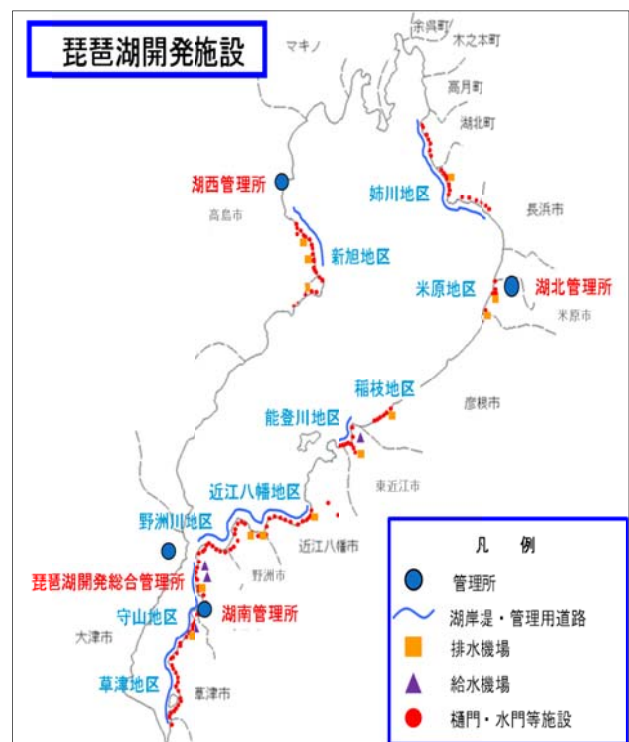 琵琶湖開発施設
余呉町
木之本町
マキノ
高月町
湖北町
湖西管理所
姉川地区
長浜市
高島市
新旭地区
米原地区
湖北管理所
米原市
稲枝地区
彦根市
能登川地区
東近江市
近江八幡地区
野洲川地区
近江八幡市
野洲市
琵琶湖開発総合管理所
守山地区
湖南管理所
大津市
草津地区
草津市
凡 例
管理所
湖岸堤・管理用道路
排水機場
給水機場
樋門・水門等施設